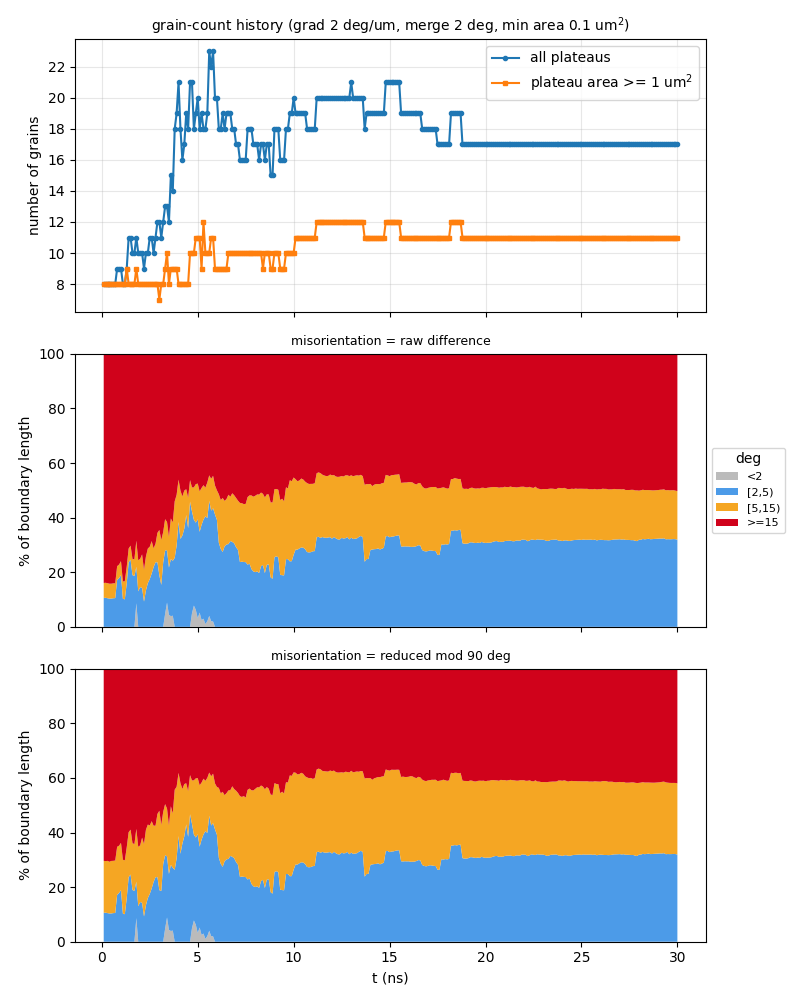 grain-count history (grad 2 deg/um, merge 2 deg, min area 0.1 um²)
all plateaus
plateau area >= 1 um²
number of grains
22
20
18
16
14
12
10
8
misorientation = raw difference
% of boundary length
100
80
60
40
20
0
deg
<2
[2,5)
[5,15)
>=15
misorientation = reduced mod 90 deg
% of boundary length
100
80
60
40
20
0
0 5 10 15 20 25 30
t (ns)